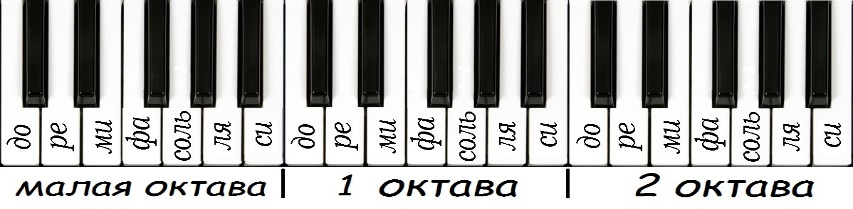 до ре ми фа соль ля си до ре ми фа соль ля си до ре ми фа соль ля си
малая октава 1 октава 2 октава